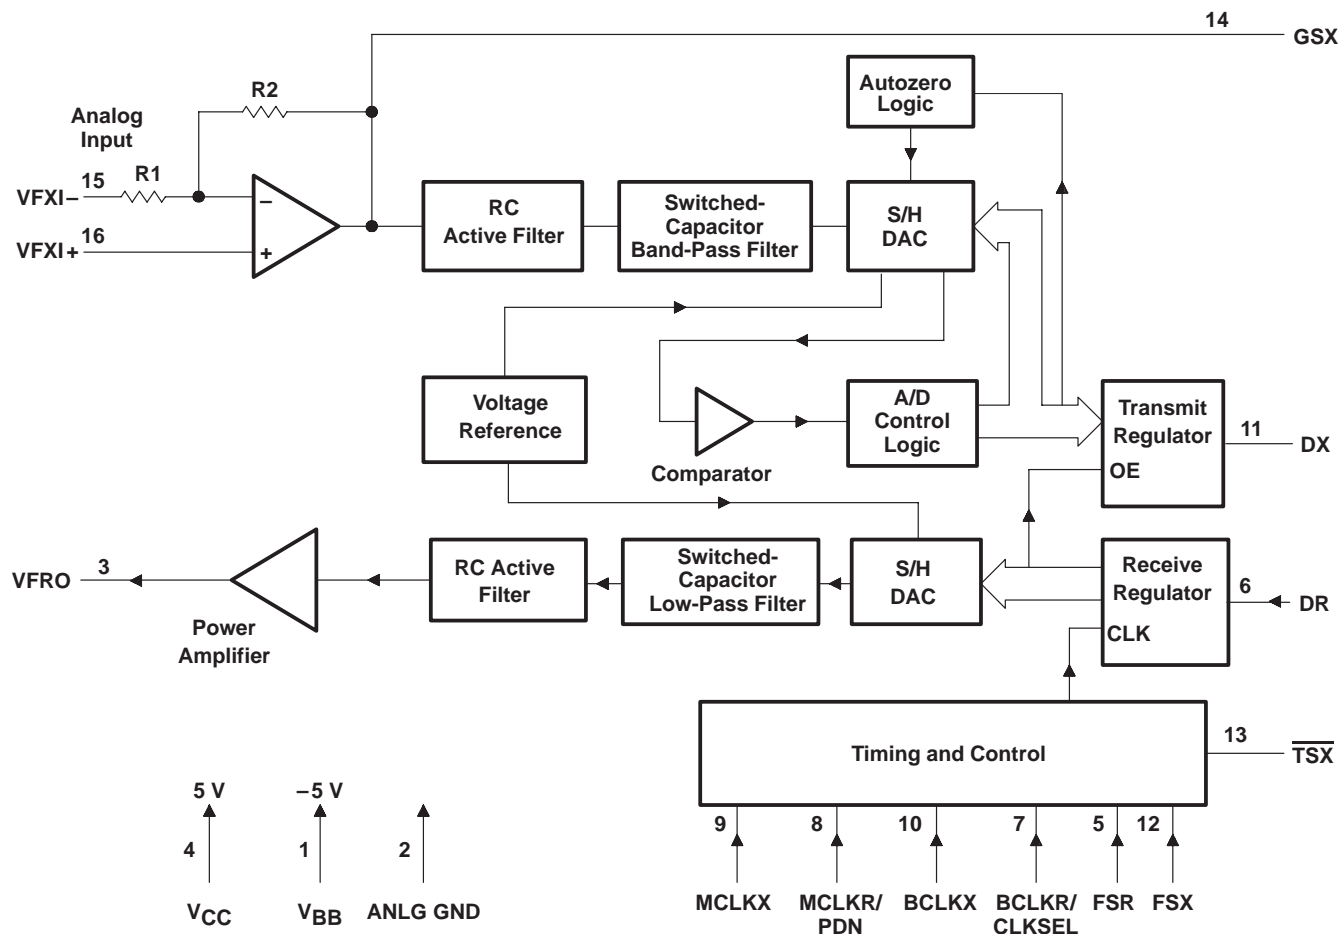 14
GSX
R2
Autozero
Logic
Analog
Input
15
R1
VFXI–
16
VFXI+
–
+
RC
Active Filter
Switched-
Capacitor
Band-Pass Filter
S/H
DAC
Voltage
Reference
Comparator
A/D
Control
Logic
Transmit
Regulator
OE
11
DX
3
VFRO
Power
Amplifier
RC Active
Filter
Switched-
Capacitor
Low-Pass Filter
S/H
DAC
Receive
Regulator
CLK
6
DR
Timing and Control
13
TSX
5 V
–5 V
4
1
2
VCC
VBB
ANLG GND
9
8
10
7
5
12
MCLKX
MCLKR/
PDN
BCLKX
BCLKR/
CLKSEL
FSR
FSX